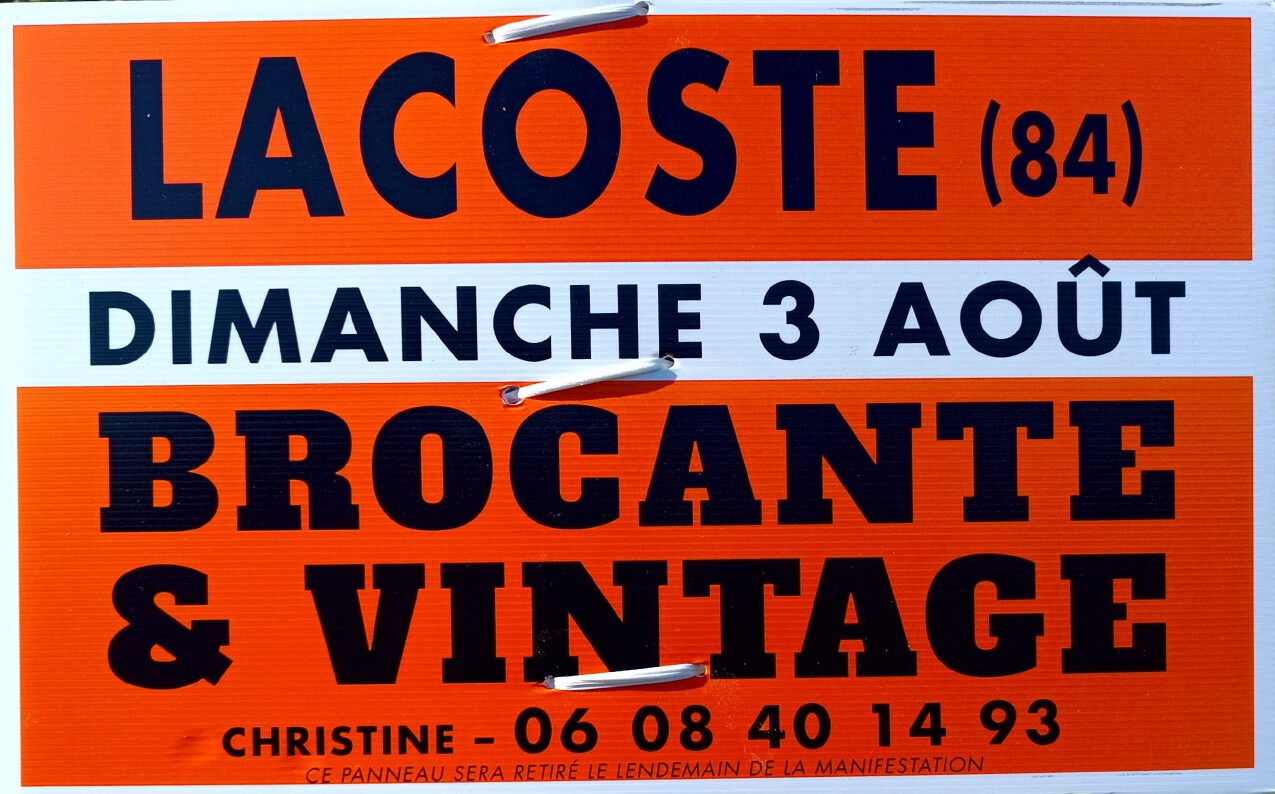 LACOSTE (84)
DIMANCHE 3 AOÛT
BROCANTE
& VINTAGE
CHRISTINE – 06 08 40 14 93
CE PANNEAU SERA RETIRÉ LE LENDEMAIN DE LA MANIFESTATION